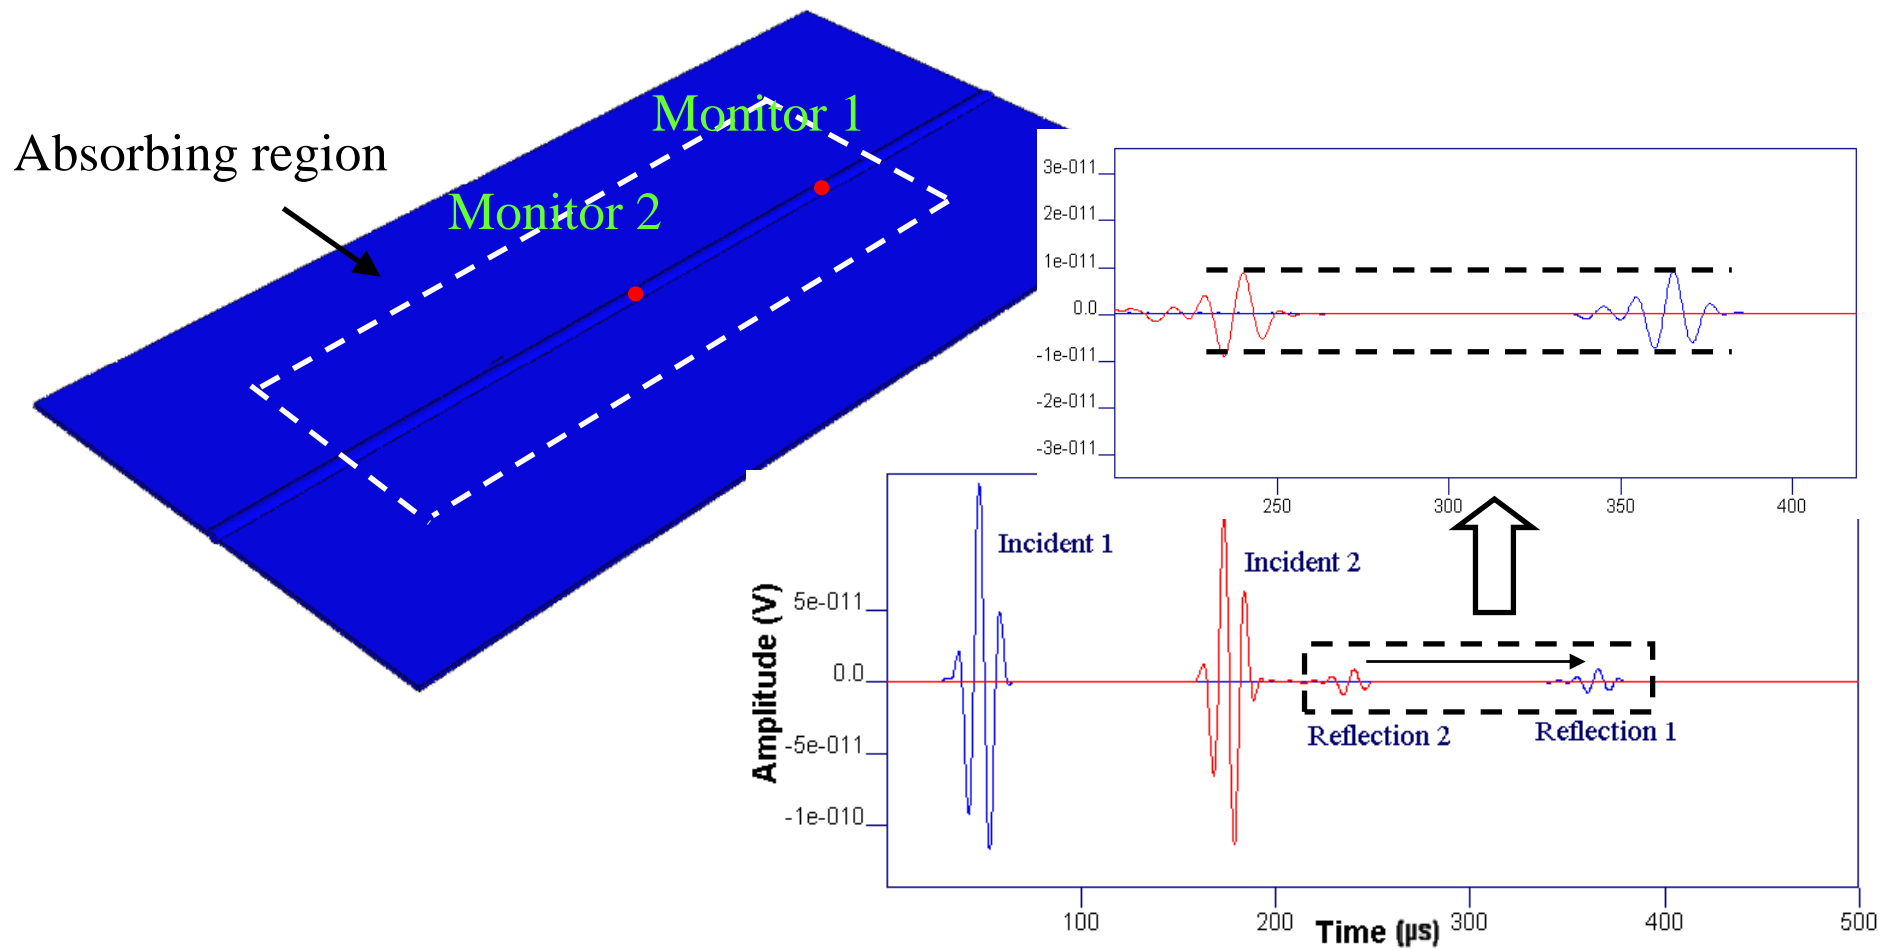 Monitor 1
Absorbing region
Monitor 2
3e-011
2e-011
1e-011
0.0
-1e-011
-2e-011
-3e-011
250
300
350
400
Incident 1
Incident 2
Amplitude (V)
5e-011
0.0
-5e-011
-1e-010
Reflection 2
Reflection 1
100
200
300
400
500
Time (µs)